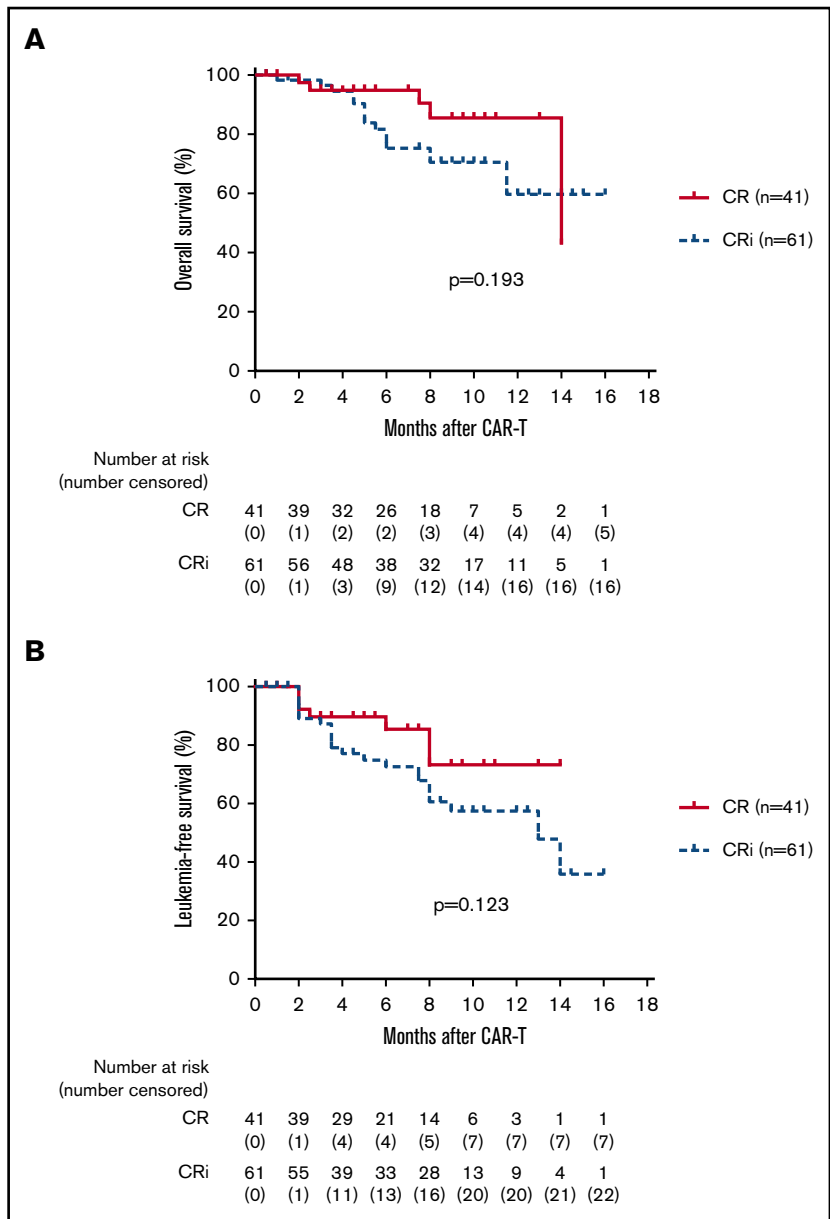 A
100
80
60
40
20
0
Overall survival (%)
0 2 4 6 8 10 12 14 16 18
Months after CAR-T
p=0.193
CR (n=41)
CRi (n=61)
Number at risk
(number censored)
CR 41 39 32 26 18 7 5 2 1
(0) (1) (2) (2) (3) (4) (4) (4) (5)
CRi 61 56 48 38 32 17 11 5 1
(0) (1) (3) (9) (12) (14) (16) (16) (16)
B
100
80
60
40
20
0
Leukemia-free survival (%)
0 2 4 6 8 10 12 14 16 18
Months after CAR-T
p=0.123
CR (n=41)
CRi (n=61)
Number at risk
(number censored)
CR 41 39 29 21 14 6 3 1 1
(0) (1) (4) (4) (5) (7) (7) (7) (7)
CRi 61 55 39 33 28 13 9 4 1
(0) (1) (11) (13) (16) (20) (20) (21) (22)